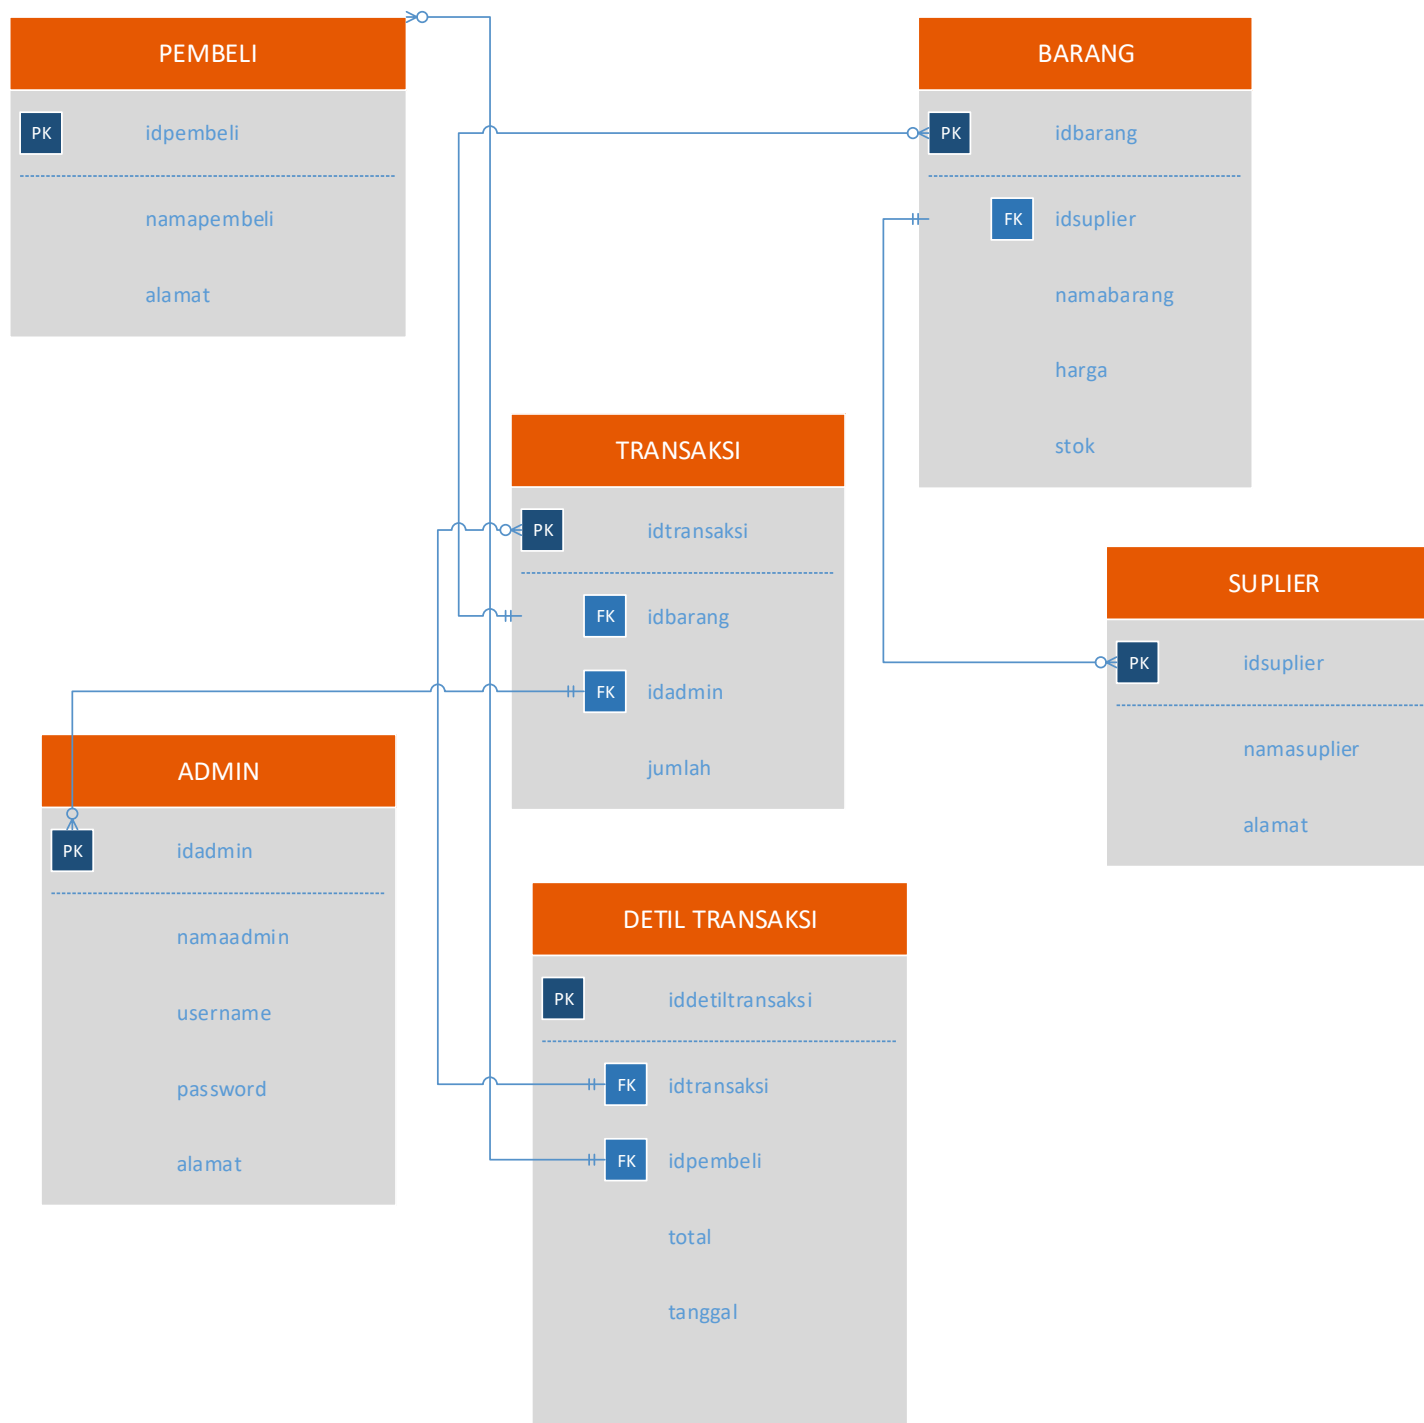 PEMBELI
PK idpembeli
namapembeli
alamat
BARANG
PK idbarang
FK idsuplier
namabarang
harga
stok
TRANSAKSI
PK idtransaksi
FK idbarang
FK idadmin
jumlah
SUPLIER
PK idsuplier
namasuplier
alamat
ADMIN
PK idadmin
namaadmin
username
password
alamat
DETIL TRANSAKSI
PK iddetiltransaksi
FK idtransaksi
FK idpembeli
total
tanggal